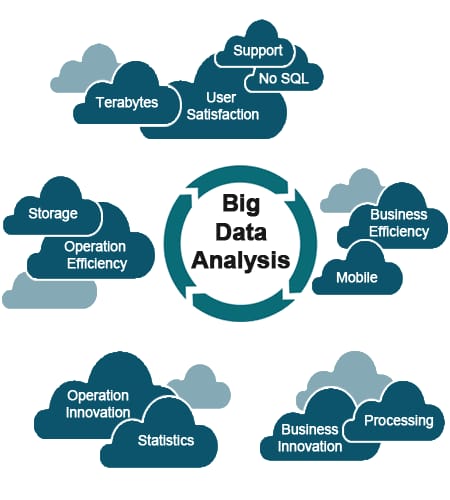 Support
No SQL
Terabytes
User
Satisfaction
Storage
Operation
Efficiency
Big
Data
Analysis
Business
Efficiency
Mobile
Operation
Innovation
Statistics
Business
Innovation
Processing